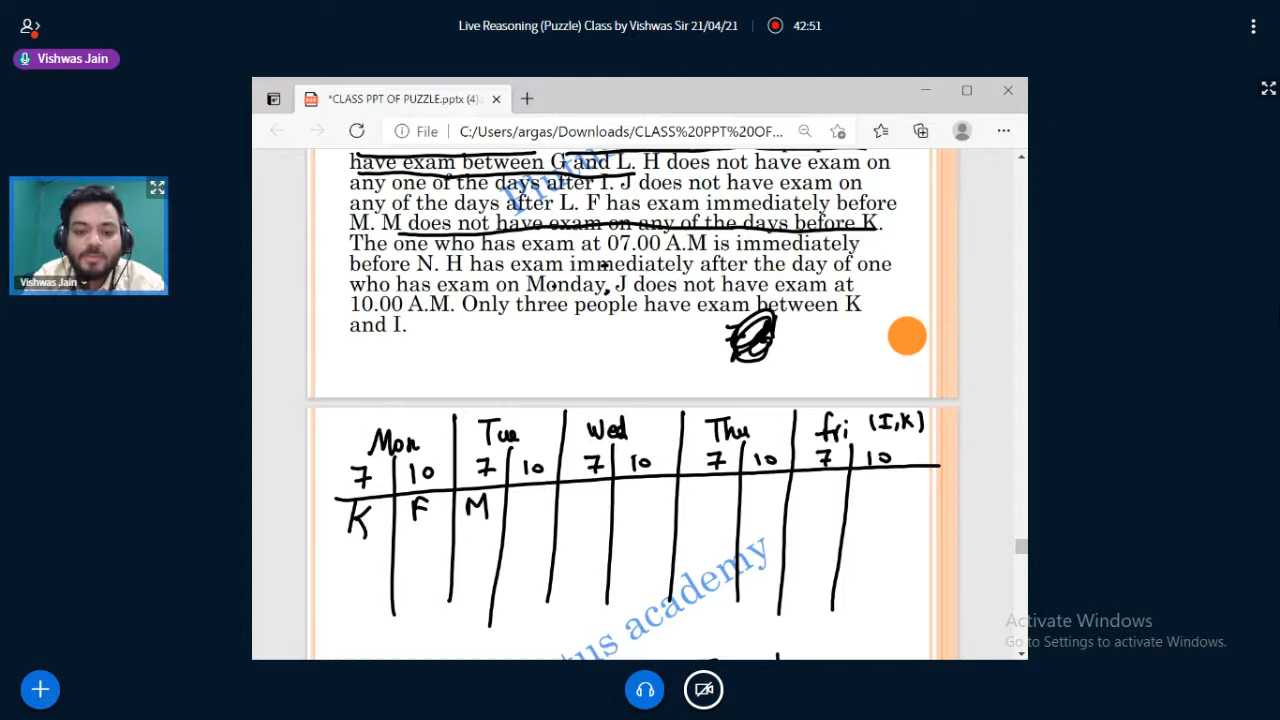 Live Reasoning (Puzzle) Class by Vishwas Sir 21/04/21
42:51
Vishwas Jain
*CLASS PPT OF PUZZLE.pptx (4)
File C:/Users/argas/Downloads/CLASS%20PPT%20OF...
have exam between G and L. H does not have exam on
any one of the days after I. J does not have exam on
any of the days after L. F has exam immediately before
M. M does not have exam on any of the days before K.
The one who has exam at 07.00 A.M is immediately
before N. H has exam immediately after the day of one
who has exam on Monday. J does not have exam at
10.00 A.M. Only three people have exam between K
and I.
Vishwas Jain
Mon Tue Wed Thu fri (I,K)
7 10 7 10 7 10 7 10 7 10
K F M
tus academy
Activate Windows
Go to Settings to activate Windows.